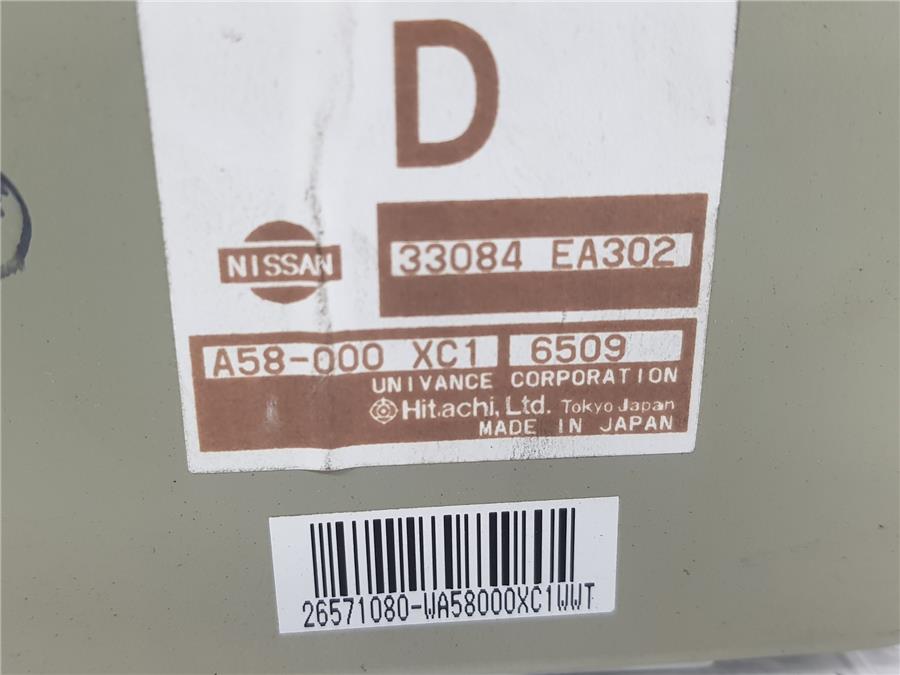 D
NISSAN
33084 EA302
A58-000 XC1 6509
UNIVANCE CORPORATION
Hitachi, Ltd. Tokyo Japan
MADE IN JAPAN
26571080-WA58000XC1WWT